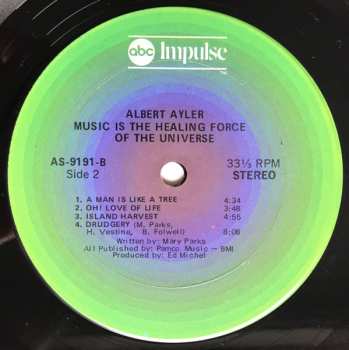 abc Impulse
ALBERT AYLER
MUSIC IS THE HEALING FORCE
OF THE UNIVERSE
AS-9191-B 33⅓ RPM
Side 2 STEREO
1. A MAN IS LIKE A TREE 4:34
2. OH! LOVE OF LIFE 3:48
3. ISLAND HARVEST 4:55
4. DRUDGERY (M. Parks,
H. Vestine, B. Folwell) 8:08
Written by: Mary Parks
All Published by: Pamco Music – BMI
Produced by: Ed Michel